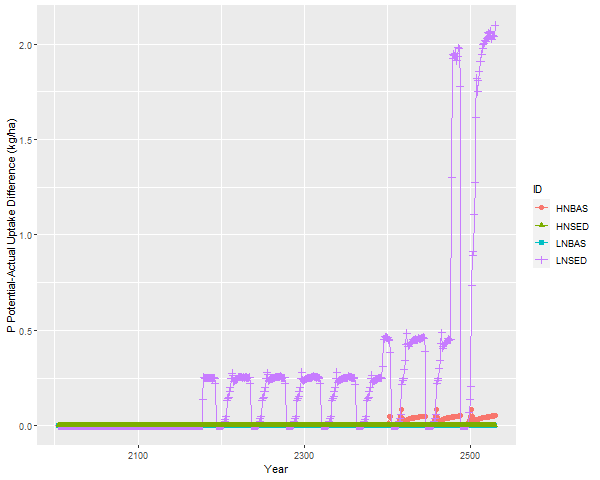 P Potential-Actual Uptake Difference (kg/ha)
2.0
1.5
1.0
0.5
0.0
2100
2300
2500
Year
ID
HNBAS
HNSED
LNBAS
LNSED